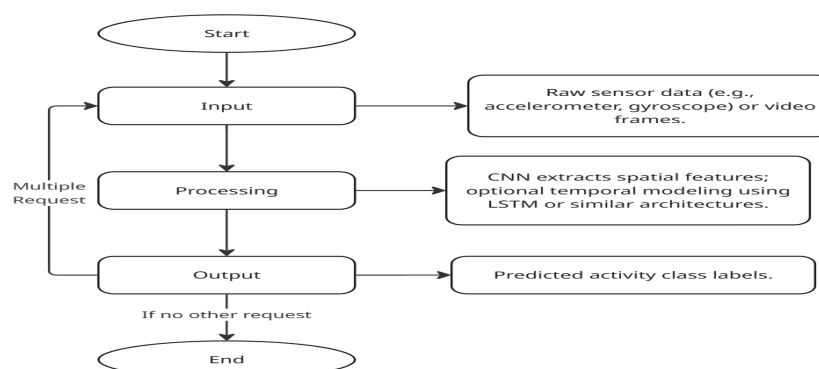 Start
Input
Raw sensor data (e.g.,
accelerometer, gyroscope) or video
frames.
Multiple
Request
Processing
CNN extracts spatial features;
optional temporal modeling using
LSTM or similar architectures.
Output
Predicted activity class labels.
If no other request
End